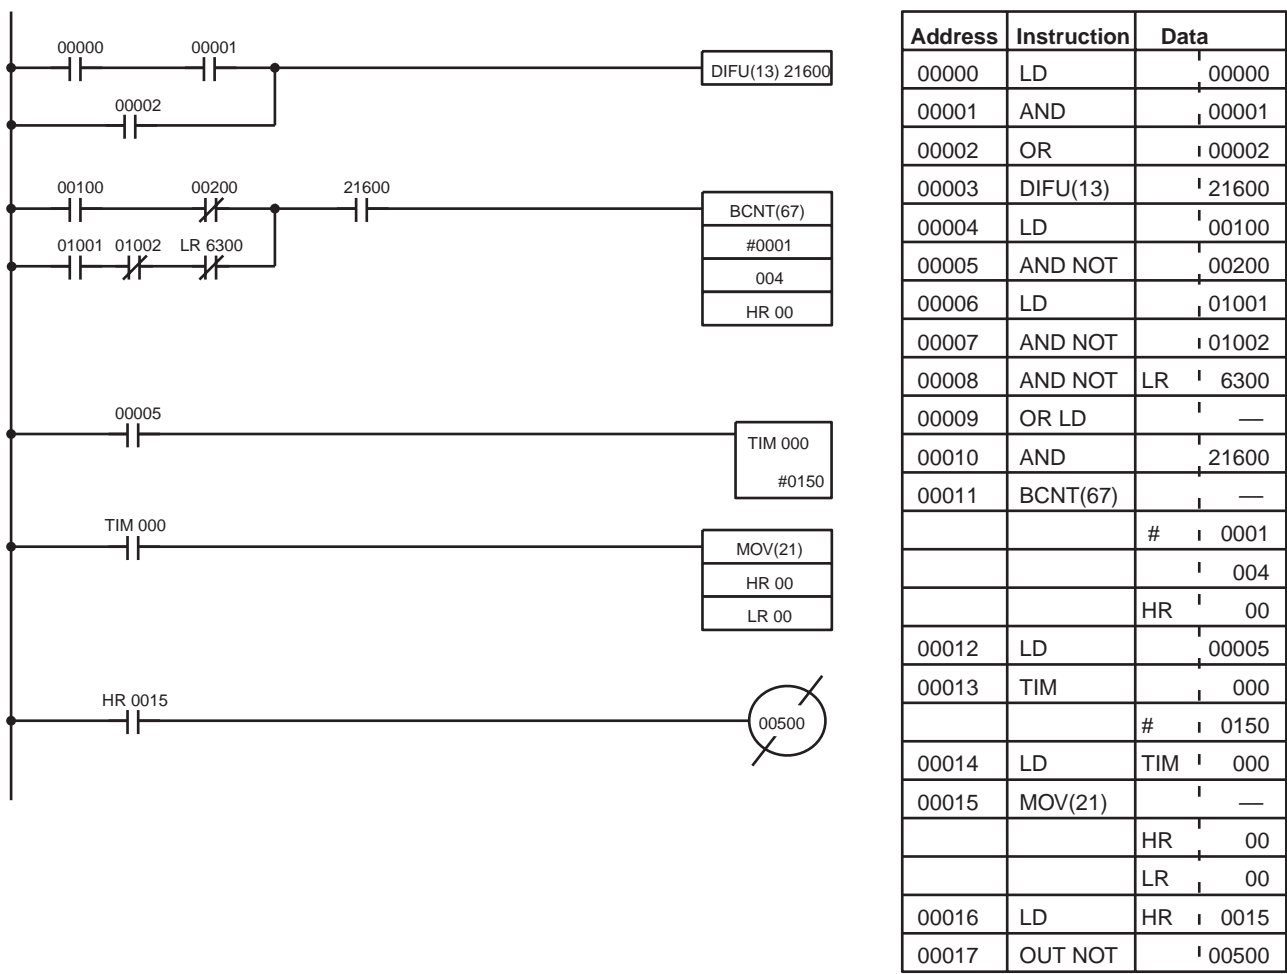 00000 00001
DIFU(13) 21600
00002
00100 00200 21600
BCNT(67)
01001 01002 LR 6300
#0001
004
HR 00
00005
TIM 000
#0150
TIM 000
MOV(21)
HR 00
LR 00
HR 0015
00500
Address Instruction Data
00000 LD 00000
00001 AND 00001
00002 OR 00002
00003 DIFU(13) 21600
00004 LD 00100
00005 AND NOT 00200
00006 LD 01001
00007 AND NOT 01002
00008 AND NOT LR 6300
00009 OR LD —
00010 AND 21600
00011 BCNT(67) —
# 0001
004
HR 00
00012 LD 00005
00013 TIM 000
# 0150
00014 LD TIM 000
00015 MOV(21) —
HR 00
LR 00
00016 LD HR 0015
00017 OUT NOT 00500